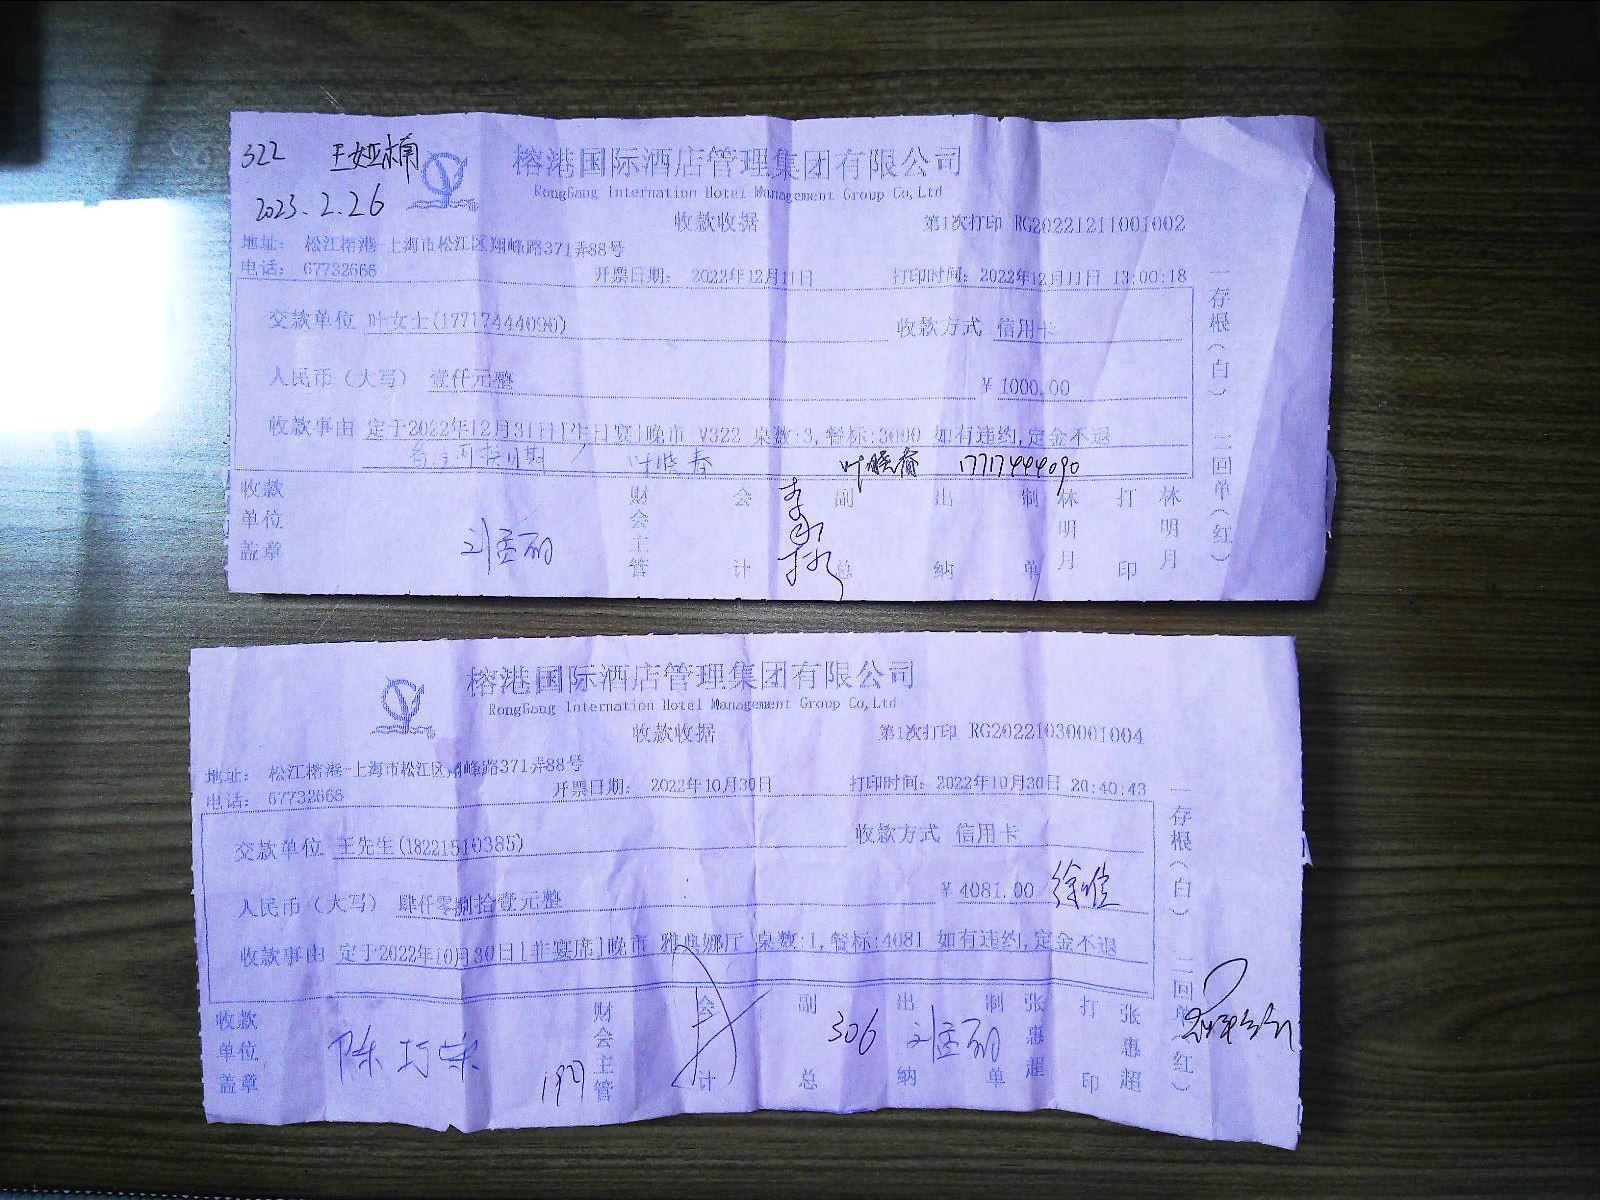 322 王娅楠
2023.2.26
榕港国际酒店管理集团有限公司
RongGang Internation Hotel Management Group Co,Ltd
收款收据 第1次打印 RG20221211001002
地址： 松江榕港-上海市松江区翔峰路371弄88号
电话： 67732666 开票日期： 2022年12月11日 打印时间：2022年12月11日 13:00:18
交款单位 叶女士(17717444090) 收款方式 信用卡
人民币（大写） 壹仟元整 ￥1000.00
收款事由 定于2022年12月31日[生日宴]晚市 V322 桌数:3,餐标:3000 如有违约,定金不退
叶晓春 叶晓春 17717444090
收款单位盖章 刘孟丽 财会主管 会计 副总 出纳 制单 林明月 打印 林明月
一存根（白） 二回单（红）
榕港国际酒店管理集团有限公司
RongGang Internation Hotel Management Group Co,Ltd
收款收据 第1次打印 RG20221030001004
地址： 松江榕港-上海市松江区翔峰路371弄88号
电话： 67732666 开票日期： 2022年10月30日 打印时间：2022年10月30日 20:40:43
交款单位 王先生(18221510385) 收款方式 信用卡
人民币（大写） 肆仟零捌拾壹元整 ￥4081.00
收款事由 定于2022年10月30日[非宴席]晚市 雅典娜厅 桌数:1,餐标:4081 如有违约,定金不退
收款单位盖章 陈巧荣 财会主管 会计 副总 306 出纳 刘孟丽 制单 张惠超 打印 张惠超
一存根（白） 二回单（红）